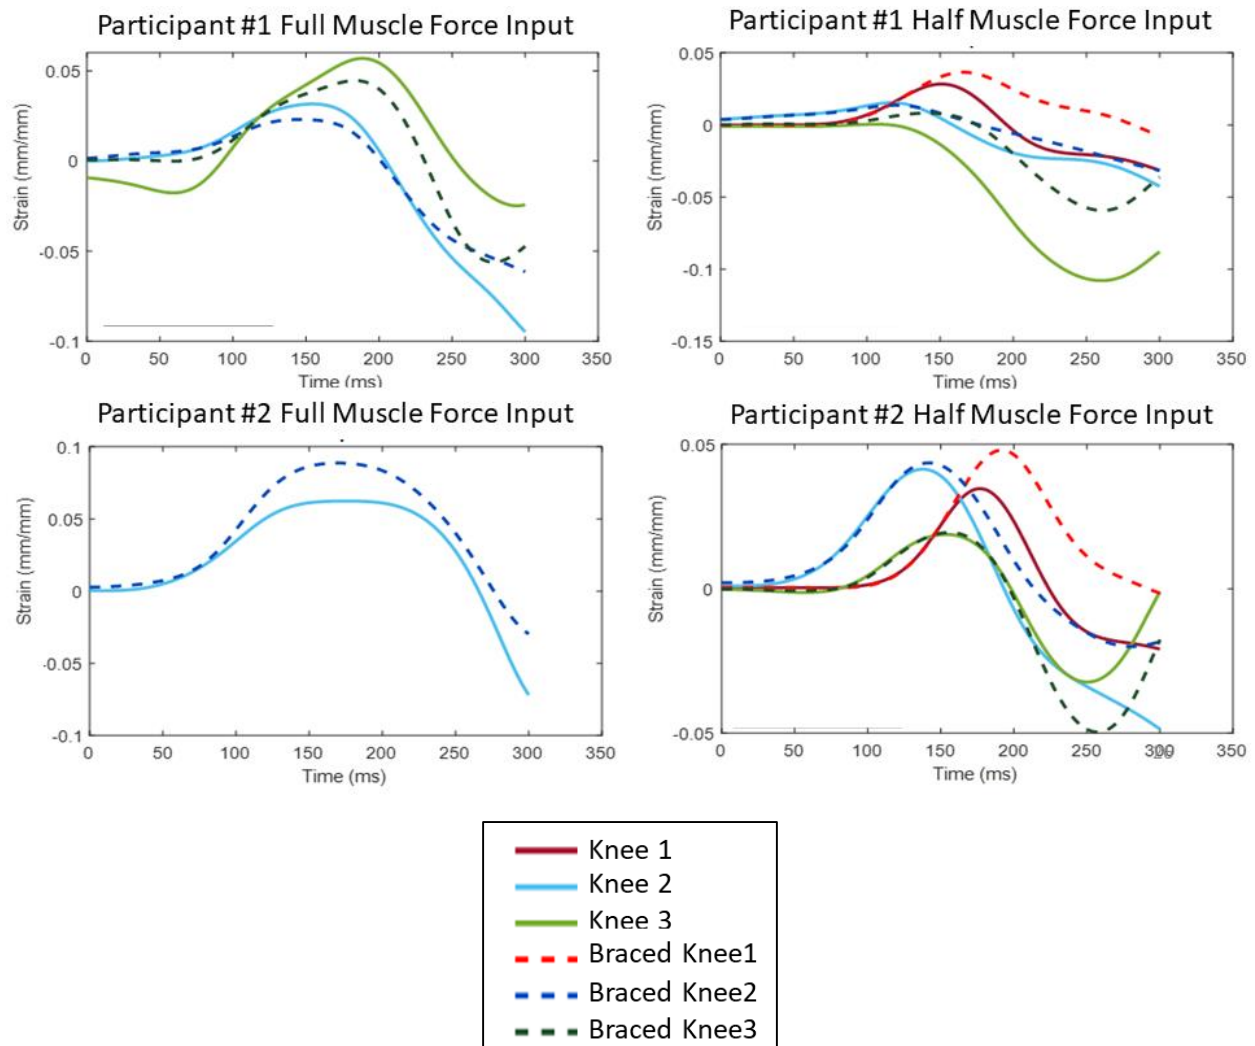 Participant #1 Full Muscle Force Input
Participant #1 Half Muscle Force Input
0.05
0
-0.05
-0.1
Strain (mm/mm)
0 50 100 150 200 250 300 350
Time (ms)
0.05
0
-0.05
-0.1
-0.15
Strain (mm/mm)
0 50 100 150 200 250 300 350
Time (ms)
Participant #2 Full Muscle Force Input
Participant #2 Half Muscle Force Input
0.1
0.05
0
-0.05
-0.1
Strain (mm/mm)
0 50 100 150 200 250 300 350
Time (ms)
0.05
0
-0.05
Strain (mm/mm)
0 50 100 150 200 250 300 350
Time (ms)
Knee 1
Knee 2
Knee 3
Braced Knee1
Braced Knee2
Braced Knee3